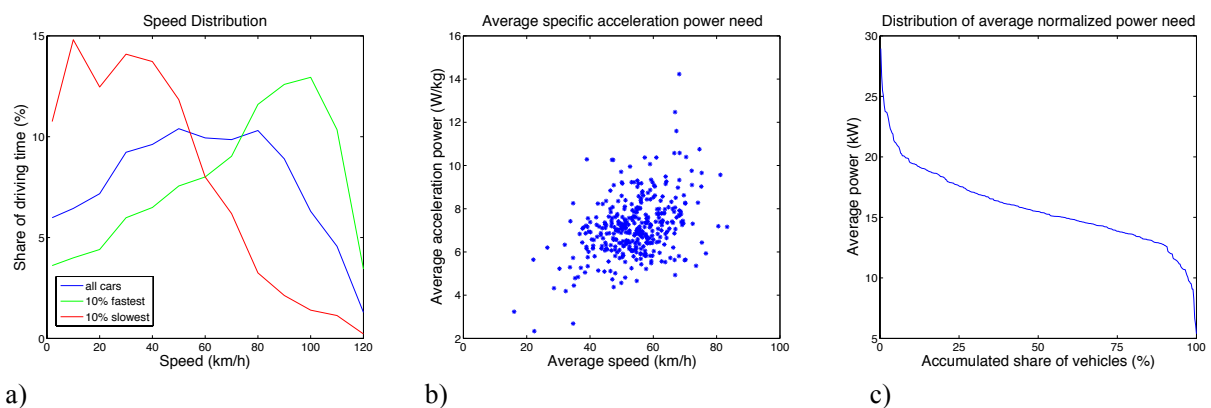 Speed Distribution
15
10
5
0
0
20
40
60
80
100
120
Share of driving time (%)
Speed (km/h)
all cars
10% fastest
10% slowest
a)
Average specific acceleration power need
16
14
12
10
8
6
4
2
0
20
40
60
80
100
Average acceleration power (W/kg)
Average speed (km/h)
b)
Distribution of average normalized power need
30
25
20
15
10
5
0
25
50
75
100
Average power (kW)
Accumulated share of vehicles (%)
c)